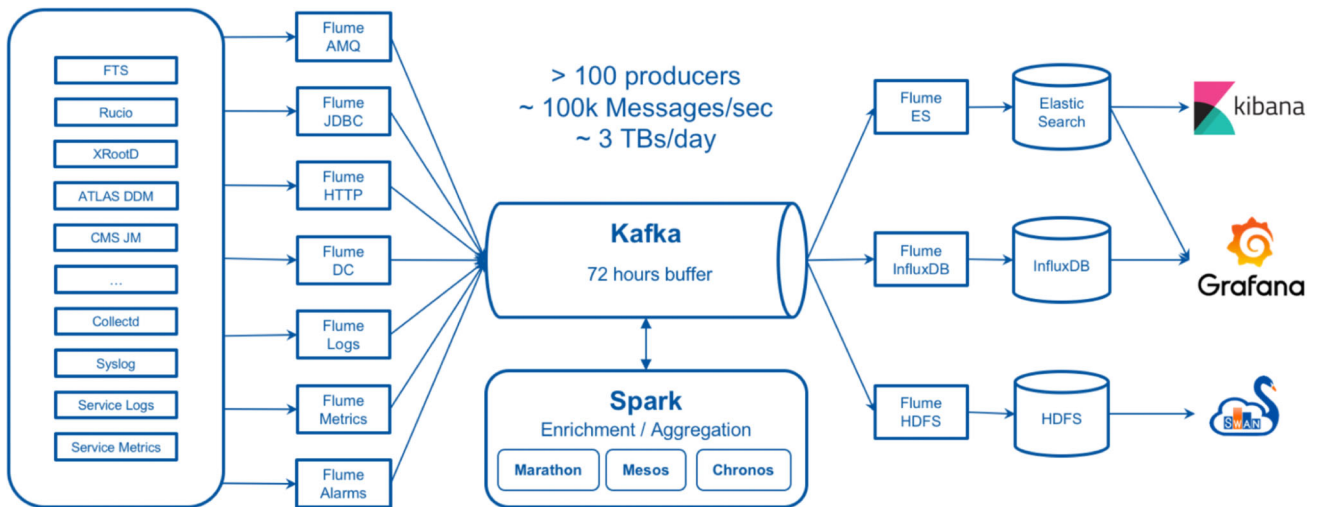 FTS
Rucio
XRootD
ATLAS DDM
CMS JM
...
Collectd
Syslog
Service Logs
Service Metrics
Flume
AMQ
Flume
JDBC
Flume
HTTP
Flume
DC
Flume
Logs
Flume
Metrics
Flume
Alarms
> 100 producers
~ 100k Messages/sec
~ 3 TBs/day
Kafka
72 hours buffer
Spark
Enrichment / Aggregation
Marathon
Mesos
Chronos
Flume
ES
Flume
InfluxDB
Flume
HDFS
Elastic
Search
InfluxDB
HDFS
kibana
Grafana
SWAN